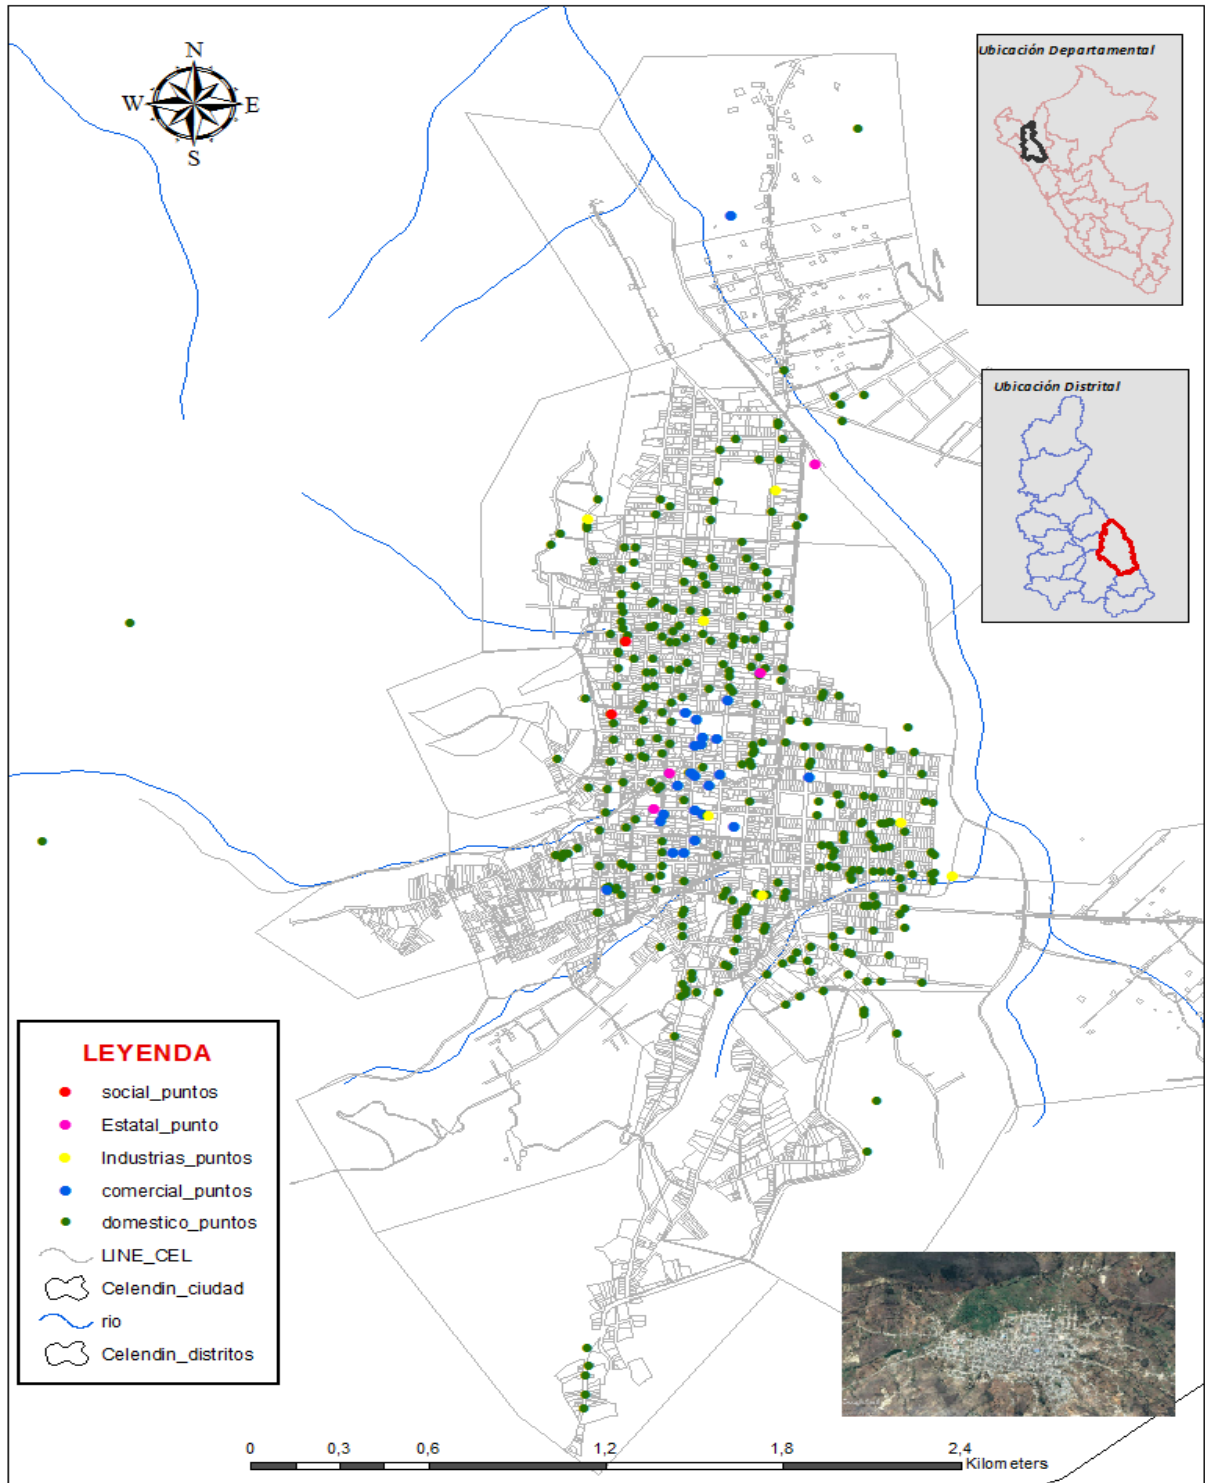 N
W E
S
Ubicación Departamental
Ubicación Distrital
LEYENDA
social_puntos
Estatal_punto
Industrias_puntos
comercial_puntos
domestico_puntos
LINE_CEL
Celendin_ciudad
rio
Celendin_distritos
0 0,3 0,6 1,2 1,8 2,4
Kilometers